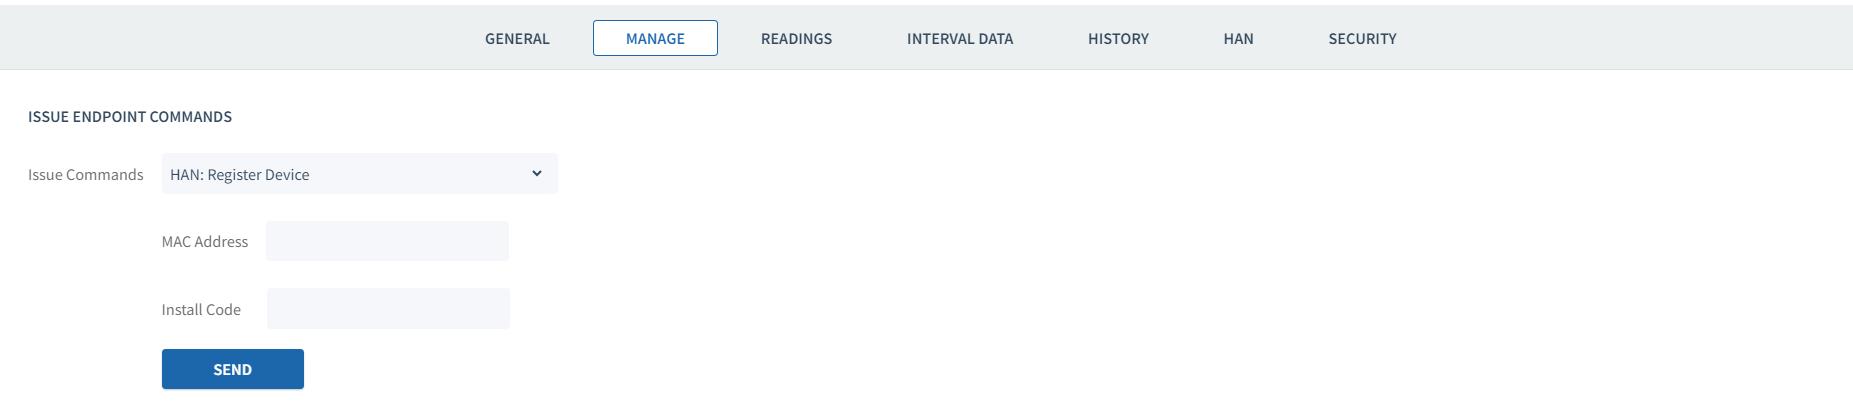 GENERAL MANAGE READINGS INTERVAL DATA HISTORY HAN SECURITY
ISSUE ENDPOINT COMMANDS
Issue Commands HAN: Register Device
MAC Address
Install Code
SEND